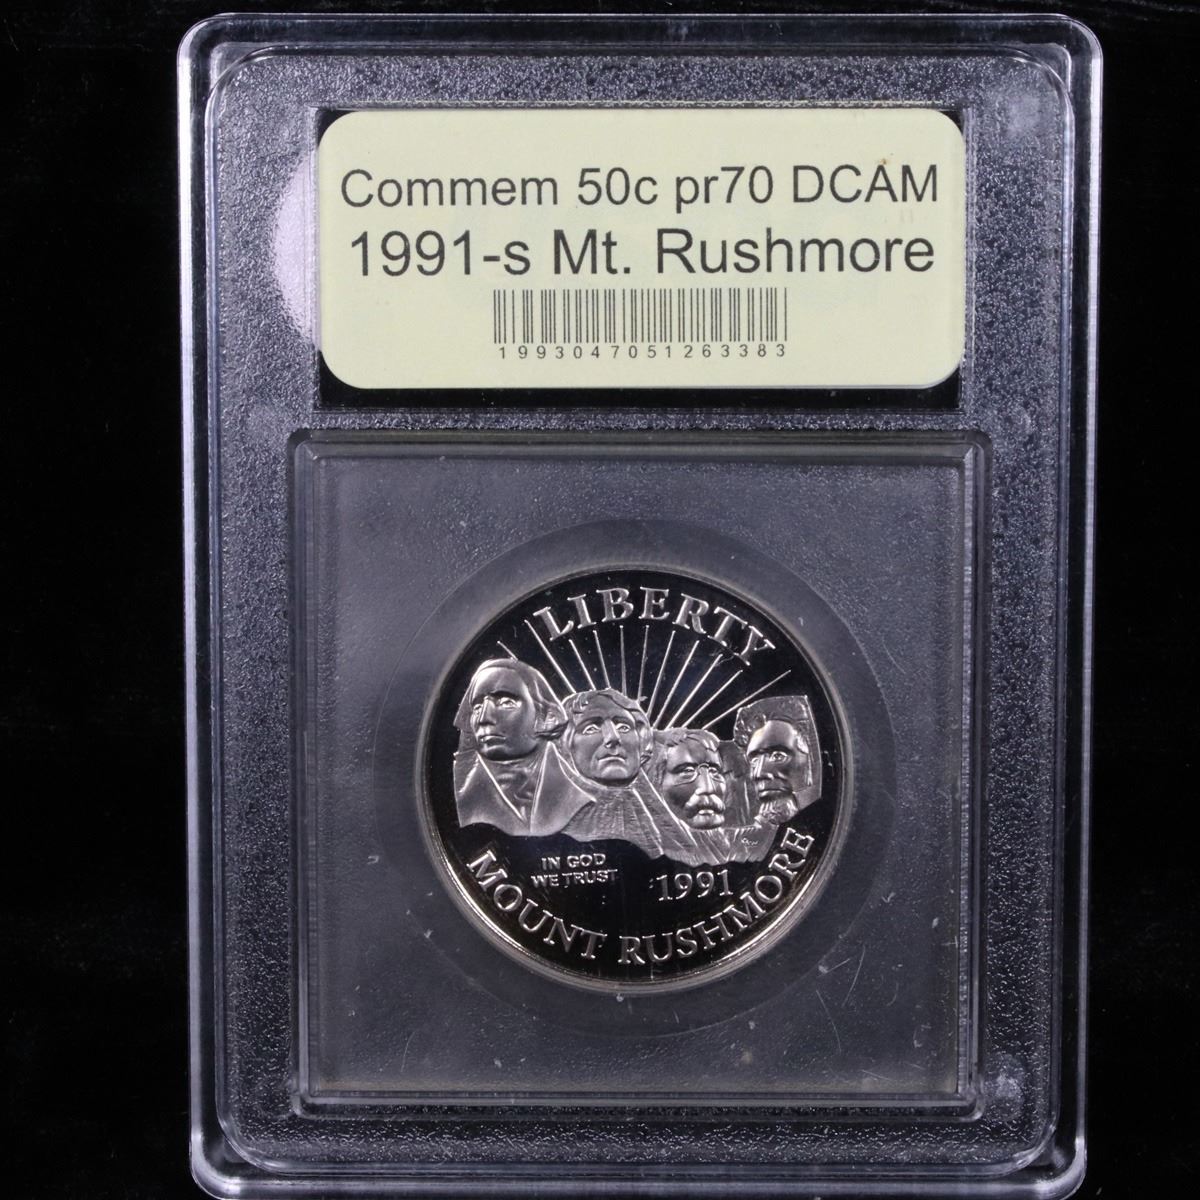 Commem 50c pr70 DCAM
1991-s Mt. Rushmore
1993047051263383
LIBERTY
IN GOD
WE TRUST
1991
MOUNT RUSHMORE